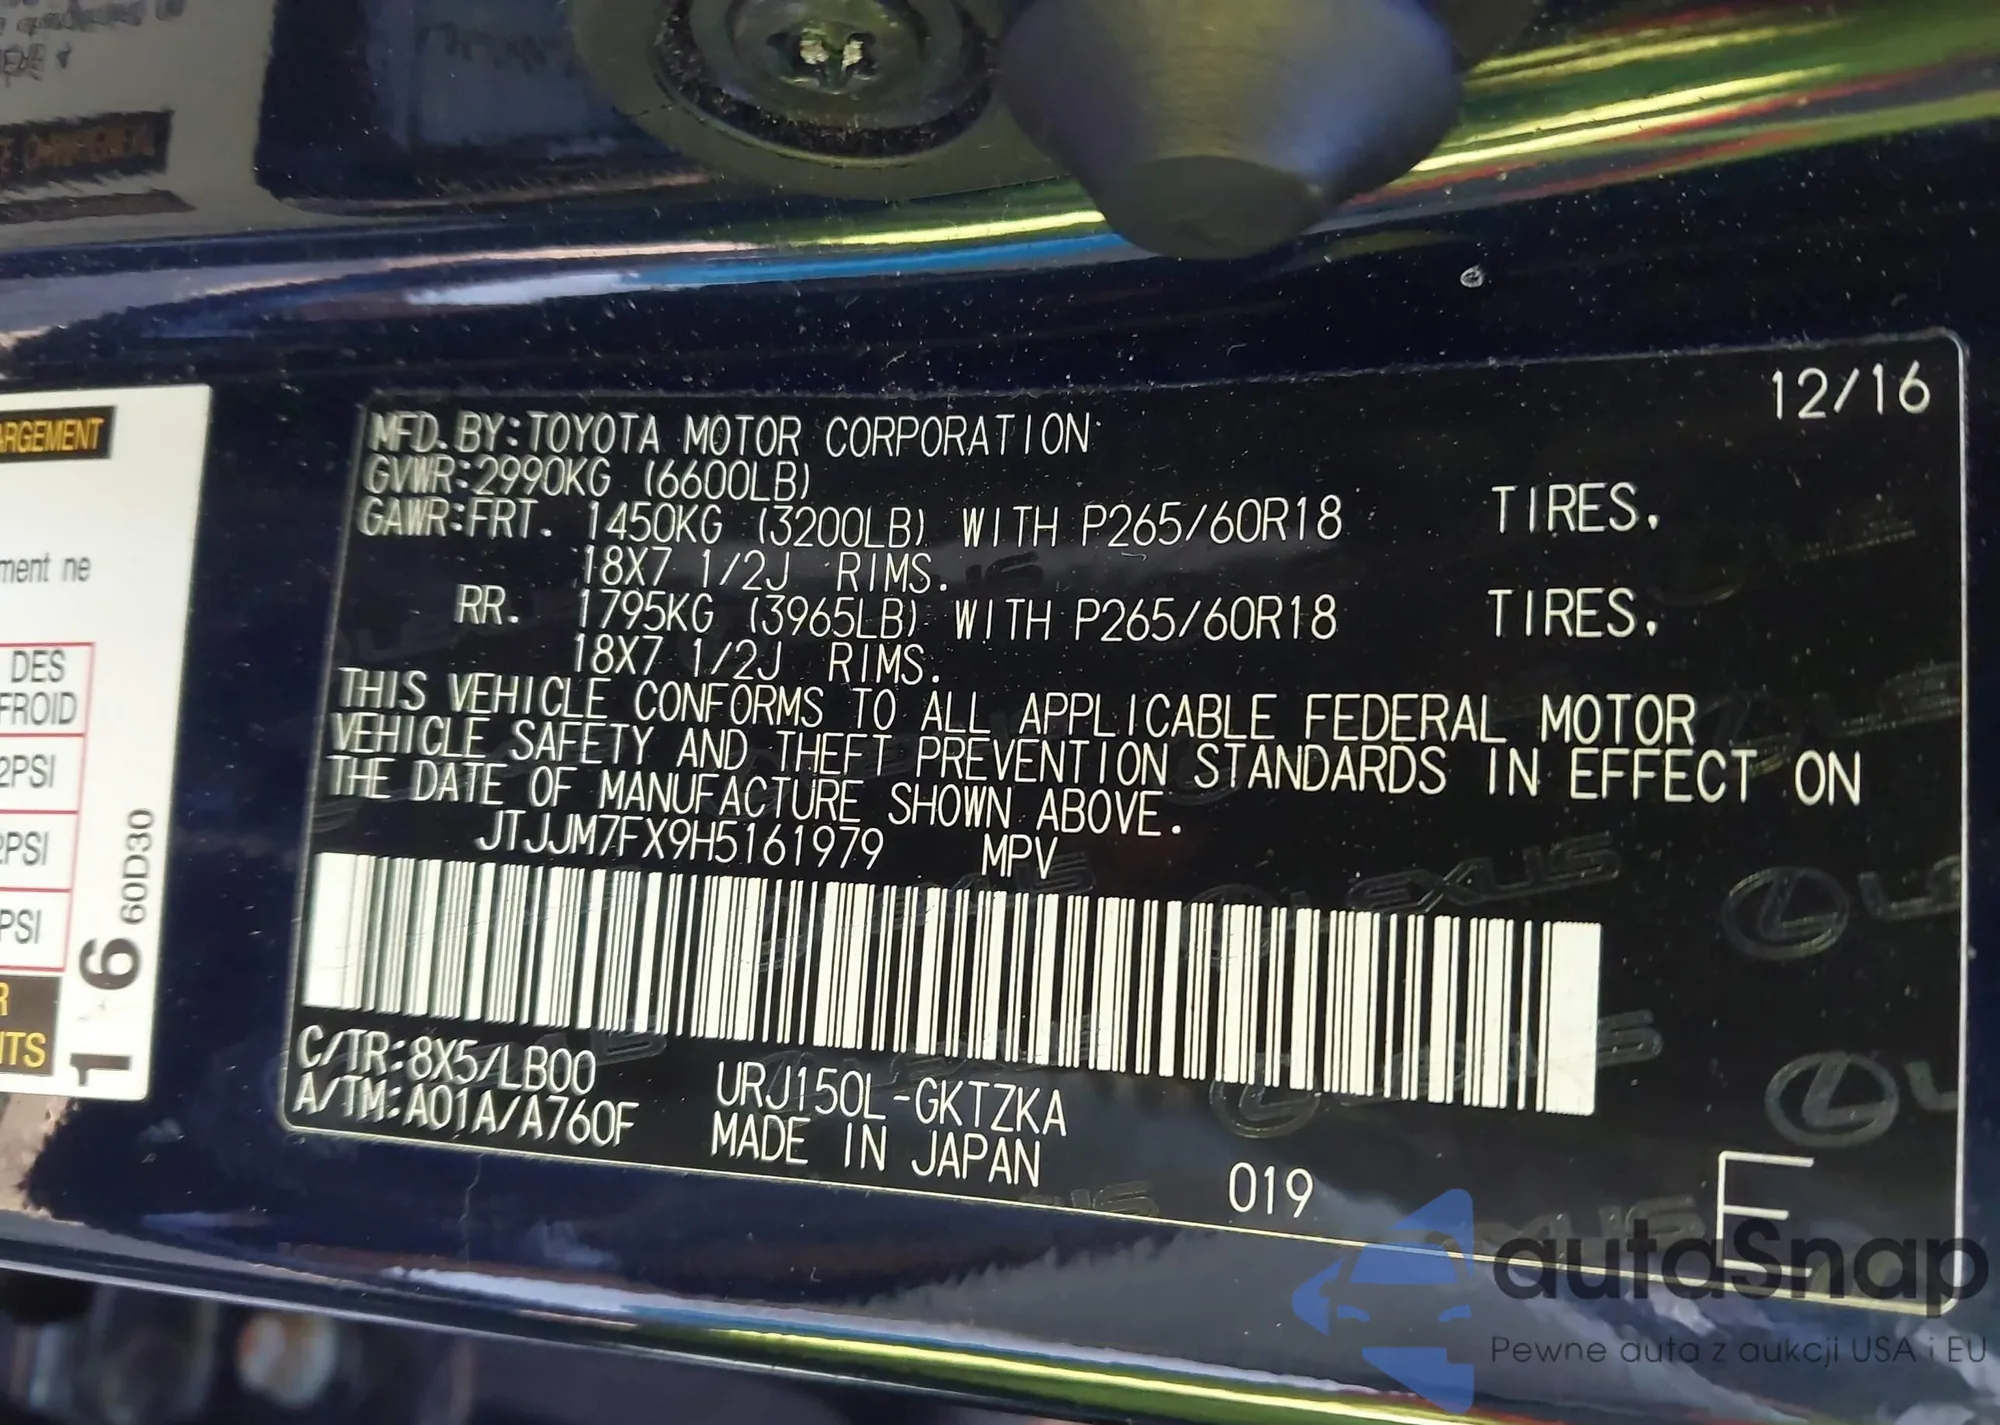 12/16
MFD. BY: TOYOTA MOTOR CORPORATION
GVWR: 2990KG (6600LB)
GAWR: FRT. 1450KG (3200LB) WITH P265/60R18 TIRES.
18X7 1/2J RIMS.
RR. 1795KG (3965LB) WITH P265/60R18 TIRES.
18X7 1/2J RIMS.
THIS VEHICLE CONFORMS TO ALL APPLICABLE FEDERAL MOTOR
VEHICLE SAFETY AND THEFT PREVENTION STANDARDS IN EFFECT ON
THE DATE OF MANUFACTURE SHOWN ABOVE.
JTJJM7FX9H5161979 MPV
C/TR: 8X5/LB00 URJ150L-GKTZKA
A/TM: A01A/A760F MADE IN JAPAN
019
E
ARGEMENT
ment ne
DES
FROID
2PSI
2PSI
PSI
R
NTS
16
60D30
LEXUS
autoSnap
Pewne auta z aukcji USA i EU